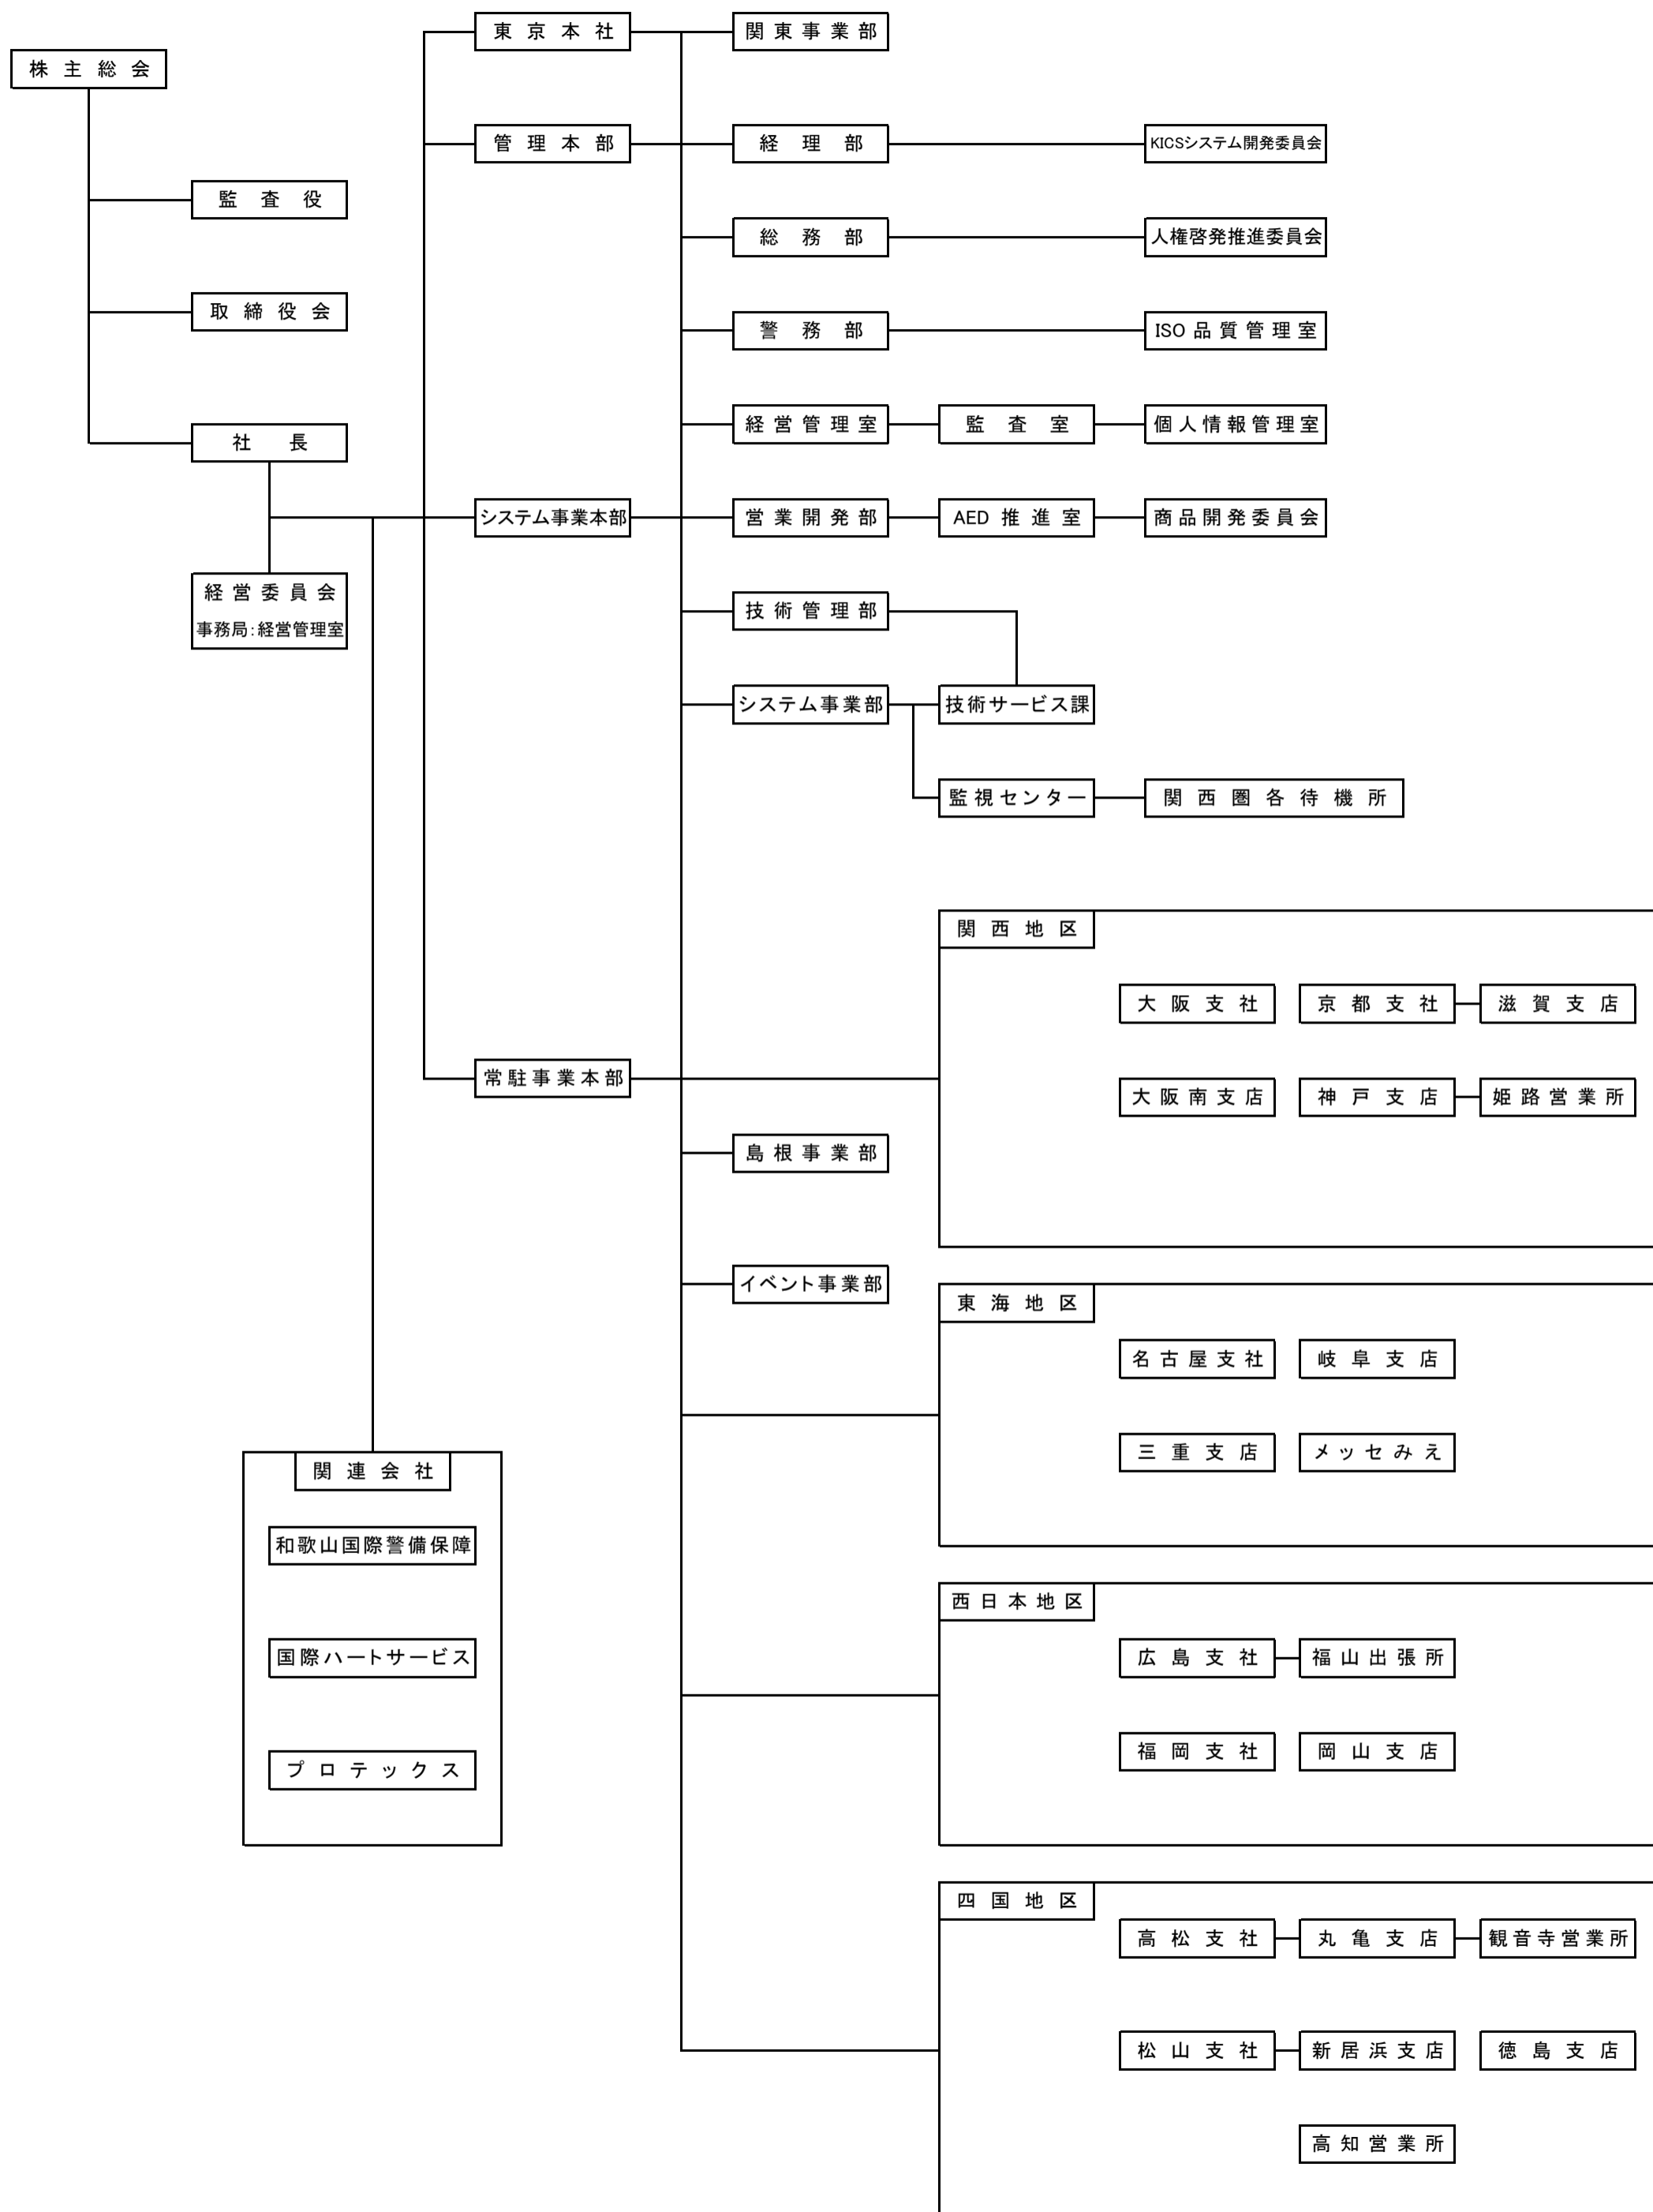 東京本社
関東事業部
株主総会
管理本部
経理部
KICSシステム開発委員会
監査役
総務部
人権啓発推進委員会
取締役会
警務部
ISO品質管理室
経営管理室
監査室
個人情報管理室
社長
システム事業本部
営業開発部
AED推進室
商品開発委員会
経営委員会
事務局：経営管理室
技術管理部
システム事業部
技術サービス課
監視センター
関西圏各待機所
関西地区
大阪支社
京都支社
滋賀支店
常駐事業本部
大阪南支店
神戸支店
姫路営業所
島根事業部
イベント事業部
東海地区
名古屋支社
岐阜支店
三重支店
メッセみえ
関連会社
和歌山国際警備保障
国際ハートサービス
プロテックス
西日本地区
広島支社
福山出張所
福岡支社
岡山支店
四国地区
高松支社
丸亀支店
観音寺営業所
松山支社
新居浜支店
徳島支店
高知営業所